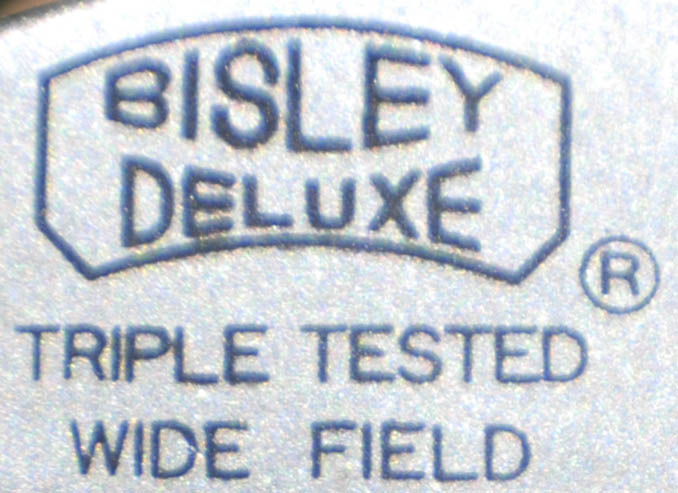 BISLEY
DELUXE
®
TRIPLE TESTED
WIDE FIELD